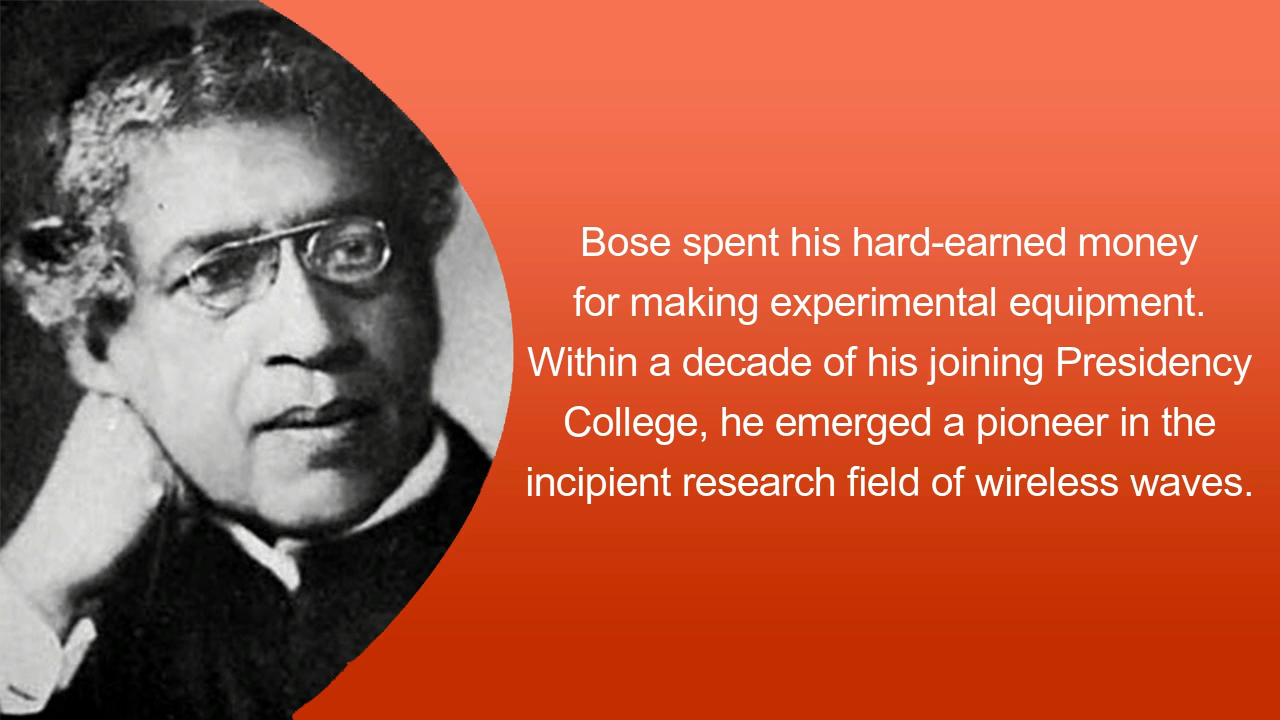 Bose spent his hard-earned money
for making experimental equipment.
Within a decade of his joining Presidency
College, he emerged a pioneer in the
incipient research field of wireless waves.